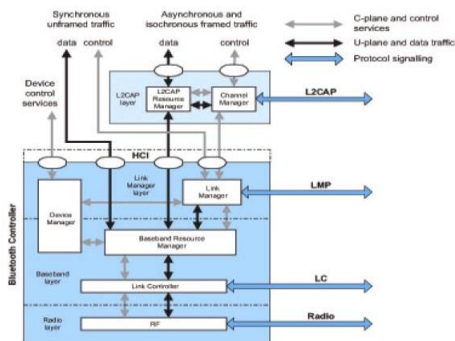 Synchronous
unframed traffic
Asynchronous and
isochronous framed traffic
C-plane and control
services
U-plane and data traffic
Protocol signalling
data
control
data
control
Device
control
services
L2CAP
layer
L2CAP
Resource
Manager
Channel
Manager
L2CAP
HCI
Link Manager
layer
Link
Manager
LMP
Device
Manager
Bluetooth Controller
Baseband Resource
Manager
Baseband
layer
Link Controller
LC
Radio
layer
RF
Radio